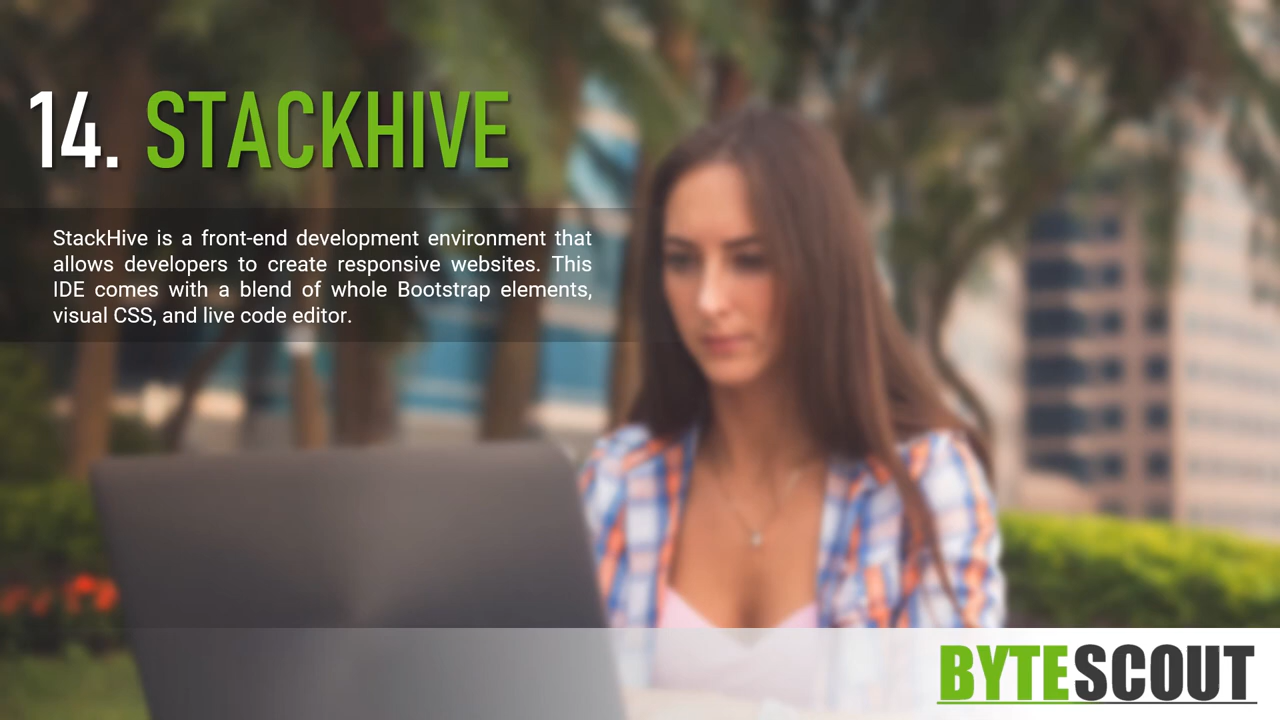 14. STACKHIVE
StackHive is a front-end development environment that
allows developers to create responsive websites. This
IDE comes with a blend of whole Bootstrap elements,
visual CSS, and live code editor.
BYTESCOUT